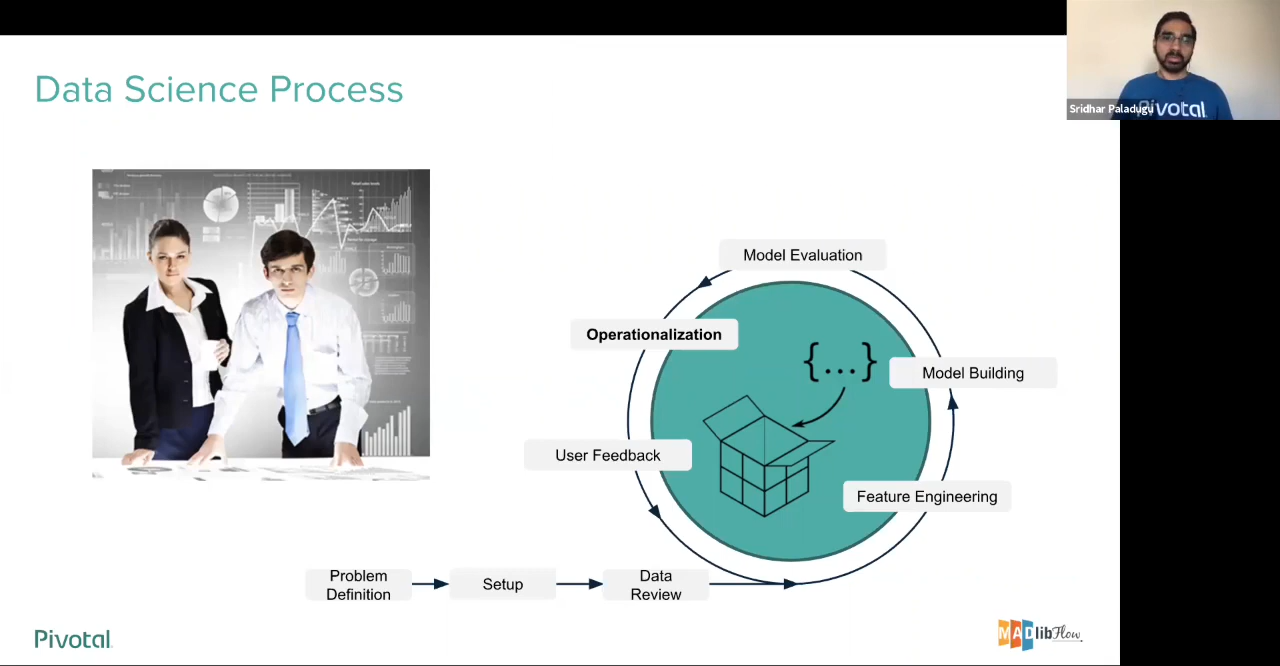 Data Science Process
Sridhar Paladugu
Pivotal
Model Evaluation
Operationalization
{...}
Model Building
User Feedback
Feature Engineering
Problem
Definition
Setup
Data
Review
Pivotal
MADlibFlow